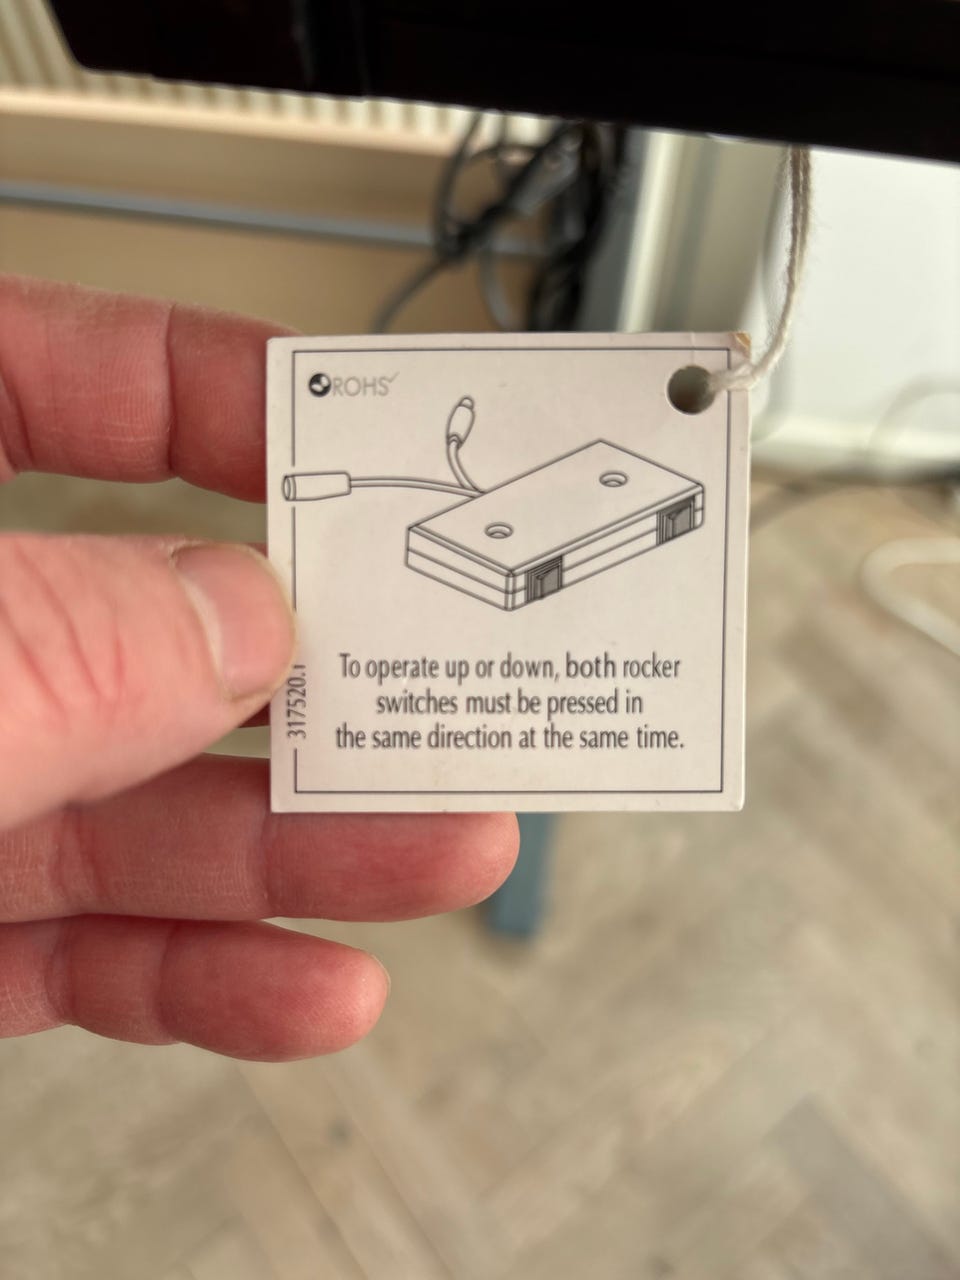 ROHS
To operate up or down, both rocker
switches must be pressed in
the same direction at the same time.
317520.1